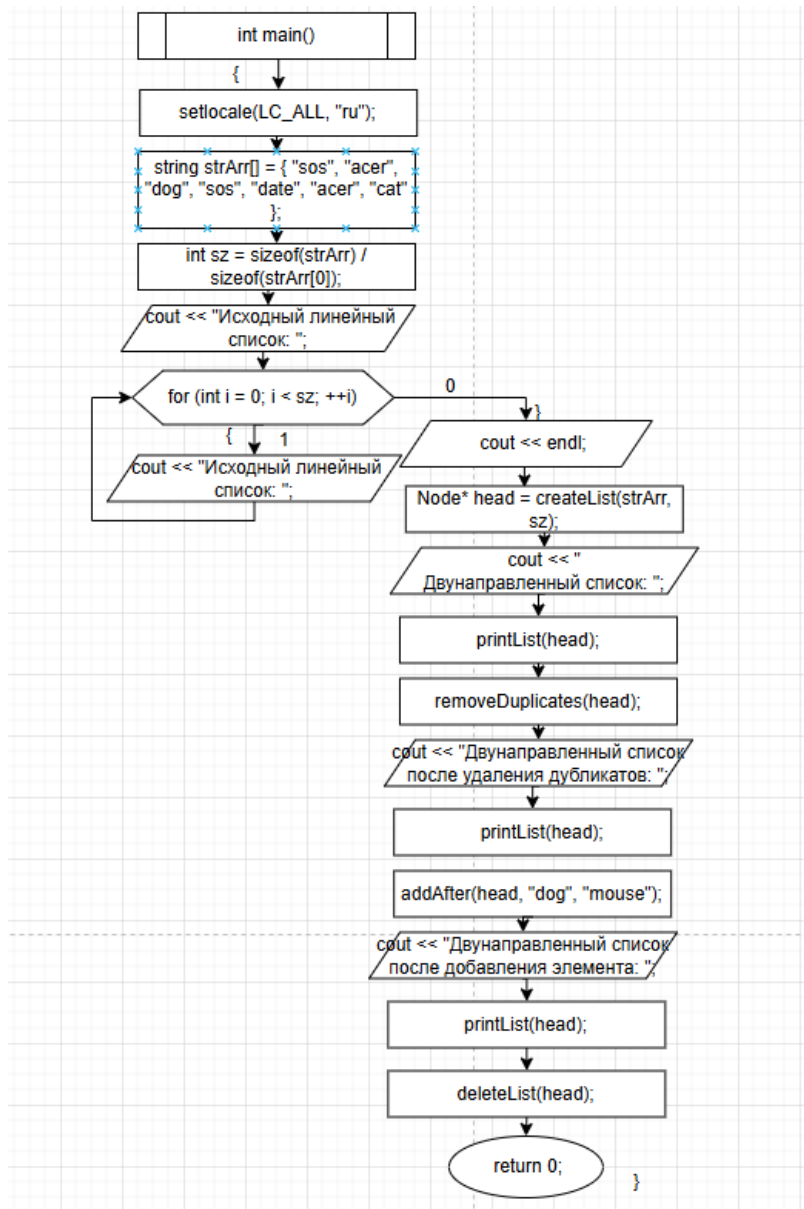 int main()
{
setlocale(LC_ALL, "ru");
string strArr[] = { "sos", "acer",
"dog", "sos", "date", "acer", "cat"
};
int sz = sizeof(strArr) /
sizeof(strArr[0]);
cout << "Исходный линейный
список: ";
for (int i = 0; i < sz; ++i)
0
{
1
cout << "Исходный линейный
список: ";
}
cout << endl;
Node* head = createList(strArr,
sz);
cout << "
Двунаправленный список: ";
printList(head);
removeDuplicates(head);
cout << "Двунаправленный список
после удаления дубликатов: ";
printList(head);
addAfter(head, "dog", "mouse");
cout << "Двунаправленный список
после добавления элемента: ";
printList(head);
deleteList(head);
return 0;
}